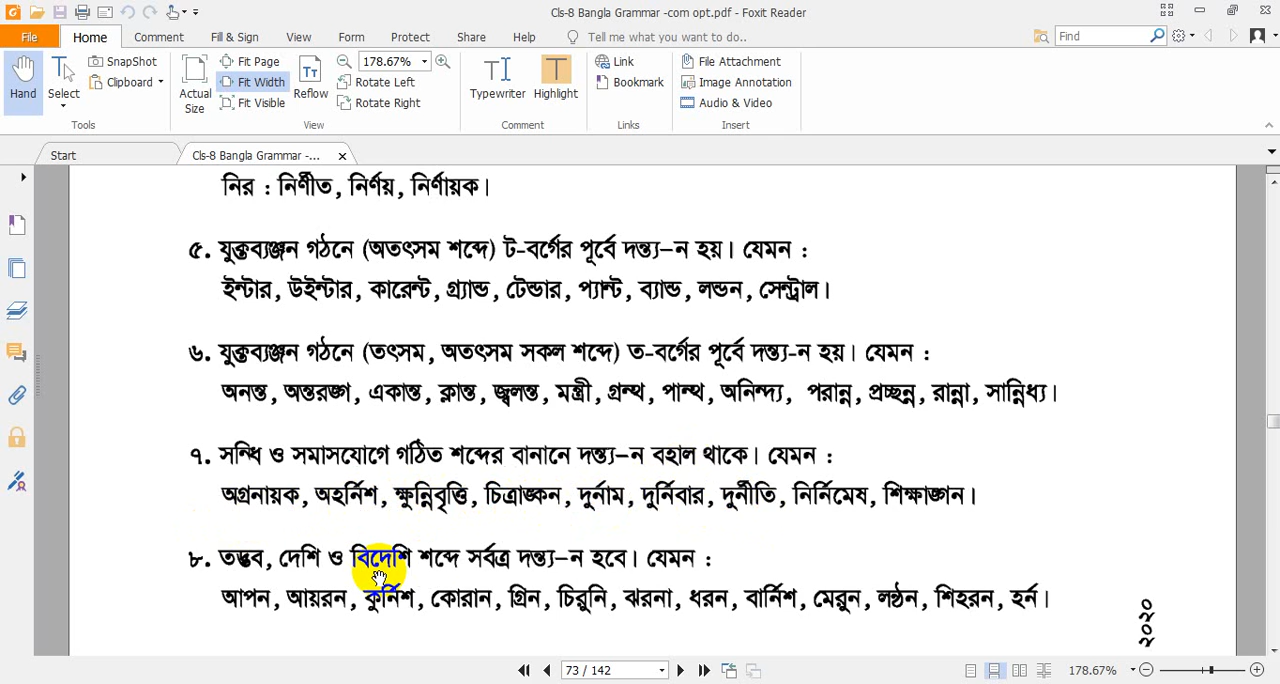 Cls-8 Bangla Grammar -com opt.pdf - Foxit Reader
File Home Comment Fill & Sign View Form Protect Share Help Tell me what you want to do.. Find
Hand Select SnapShot Clipboard Actual Size Fit Page Fit Width Fit Visible Reflow 178.67% Rotate Left Rotate Right Typewriter Highlight Link Bookmark File Attachment Image Annotation Audio & Video
Tools View Comment Links Insert
Start Cls-8 Bangla Grammar -...
নির : নির্ণীত, নির্ণয়, নির্ণায়ক।
৫. যুক্তব্যঞ্জন গঠনে (অতৎসম শব্দে) ট-বর্গের পূর্বে দন্ত্য–ন হয়। যেমন :
ইন্টার, উইন্টার, কারেন্ট, গ্র্যান্ড, টেন্ডার, প্যান্ট, ব্যান্ড, লন্ডন, সেন্ট্রাল।
৬. যুক্তব্যঞ্জন গঠনে (তৎসম, অতৎসম সকল শব্দে) ত-বর্গের পূর্বে দন্ত্য-ন হয়। যেমন :
অনন্ত, অন্তরঙ্গ, একান্ত, ক্লান্ত, জ্বলন্ত, মন্ত্রী, গ্রন্থ, পান্থ, অনিন্দ্য, পরান্ন, প্রচ্ছন্ন, রান্না, সান্নিধ্য।
৭. সন্ধি ও সমাসযোগে গঠিত শব্দের বানানে দন্ত্য–ন বহাল থাকে। যেমন :
অগ্রনায়ক, অহর্নিশ, ক্ষুন্নিবৃত্তি, চিত্রাঙ্কন, দুর্নাম, দুর্নিবার, দুর্নীতি, নির্নিমেষ, শিক্ষাঙ্গন।
৮. তদ্ভব, দেশি ও বিদেশি শব্দে সর্বত্র দন্ত্য–ন হবে। যেমন :
আপন, আয়রন, কুর্নিশ, কোরান, গ্রিন, চিরুনি, ঝরনা, ধরন, বার্নিশ, মেরুন, লন্ঠন, শিহরন, হর্ন।
২০২০
73 / 142 178.67%